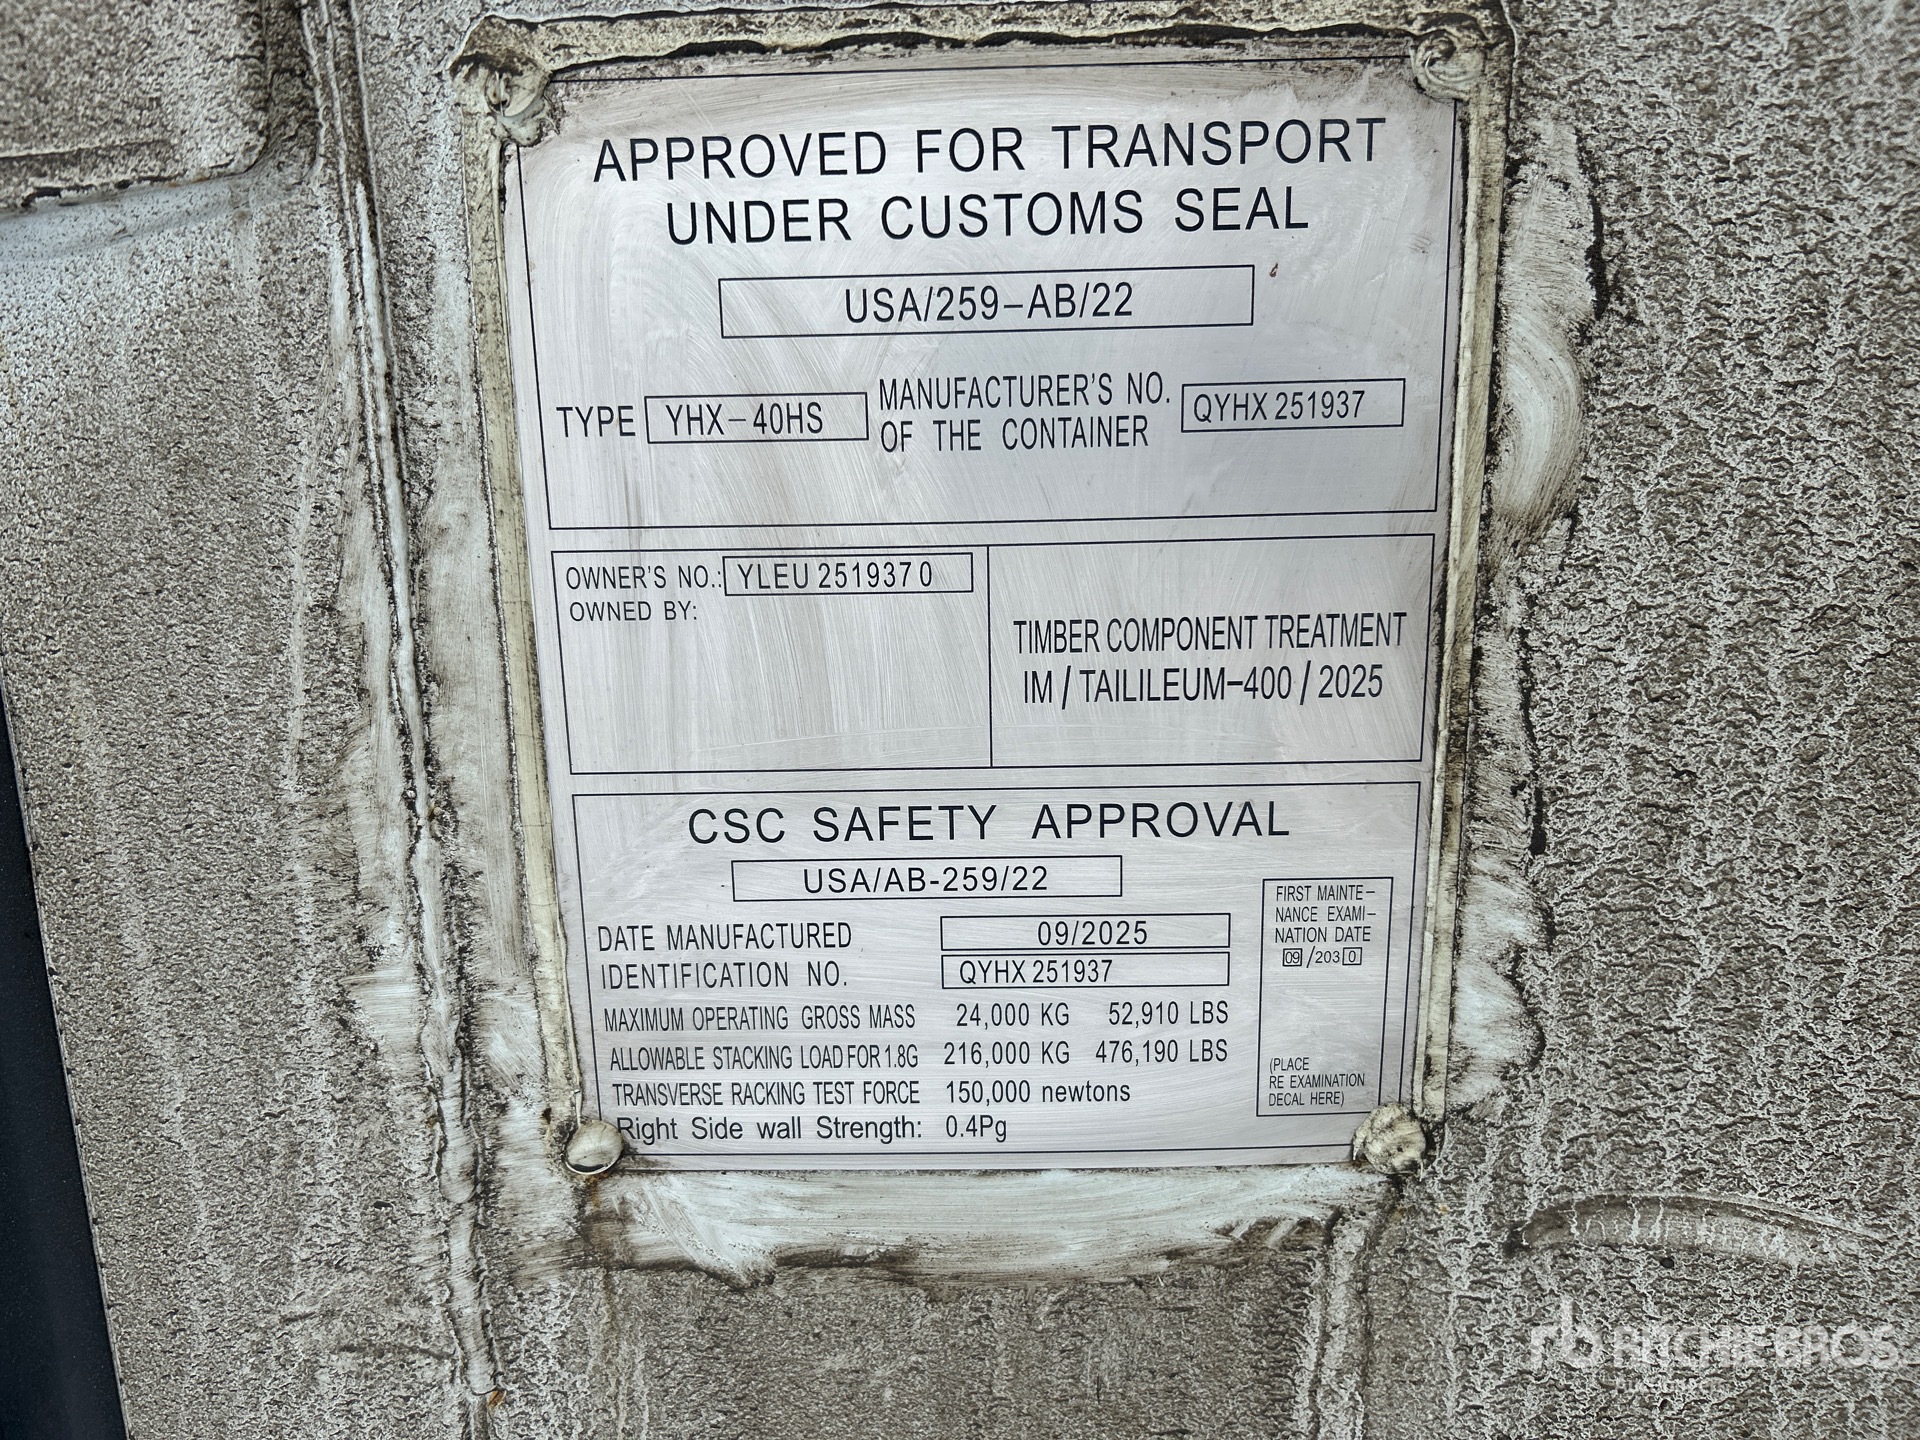 APPROVED FOR TRANSPORT
UNDER CUSTOMS SEAL
USA/259-AB/22
TYPE YHX-40HS MANUFACTURER'S NO. OF THE CONTAINER QYHX 251937
OWNER'S NO.: YLEU 251937 0
OWNED BY:
TIMBER COMPONENT TREATMENT
IM / TAILILEUM-400 / 2025
CSC SAFETY APPROVAL
USA/AB-259/22
DATE MANUFACTURED 09/2025
IDENTIFICATION NO. QYHX 251937
MAXIMUM OPERATING GROSS MASS 24,000 KG 52,910 LBS
ALLOWABLE STACKING LOAD FOR 1.8G 216,000 KG 476,190 LBS
TRANSVERSE RACKING TEST FORCE 150,000 newtons
Right Side wall Strength: 0.4Pg
FIRST MAINTE-
NANCE EXAMI-
NATION DATE
09 /203 0
(PLACE
RE EXAMINATION
DECAL HERE)
rb RITCHIE BROS.